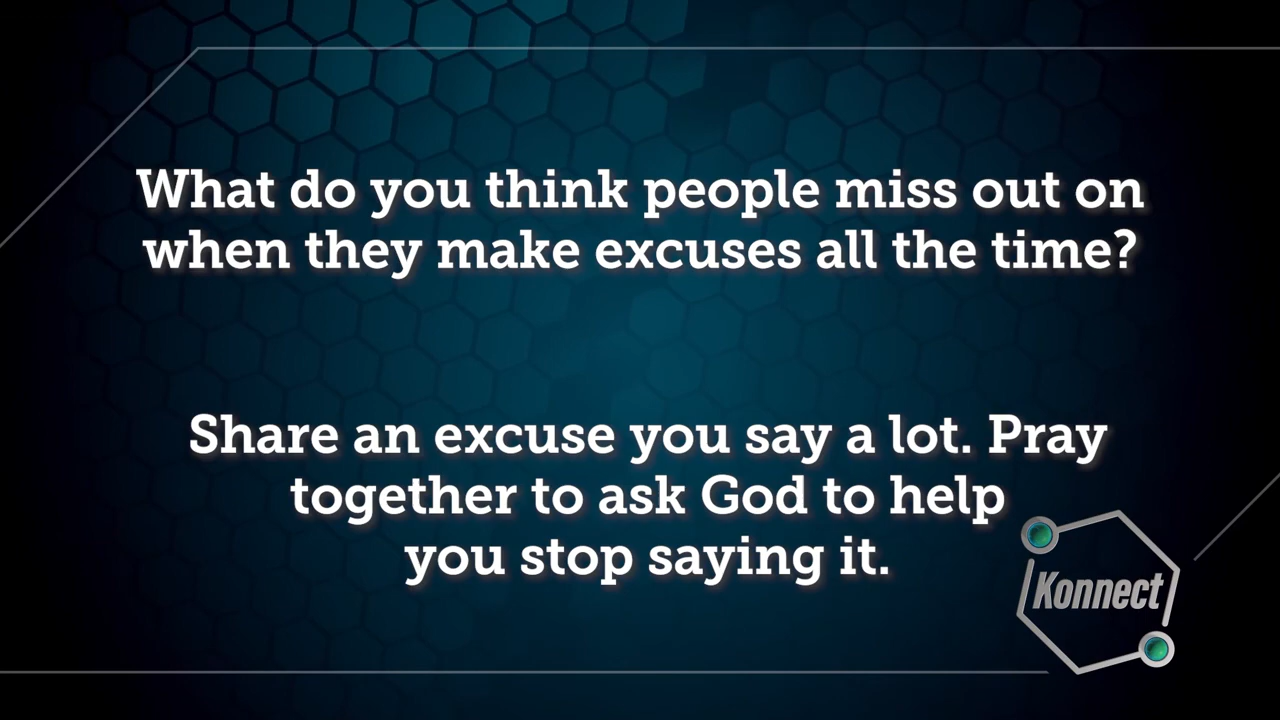 What do you think people miss out on
when they make excuses all the time?
Share an excuse you say a lot. Pray
together to ask God to help
you stop saying it.
Konnect